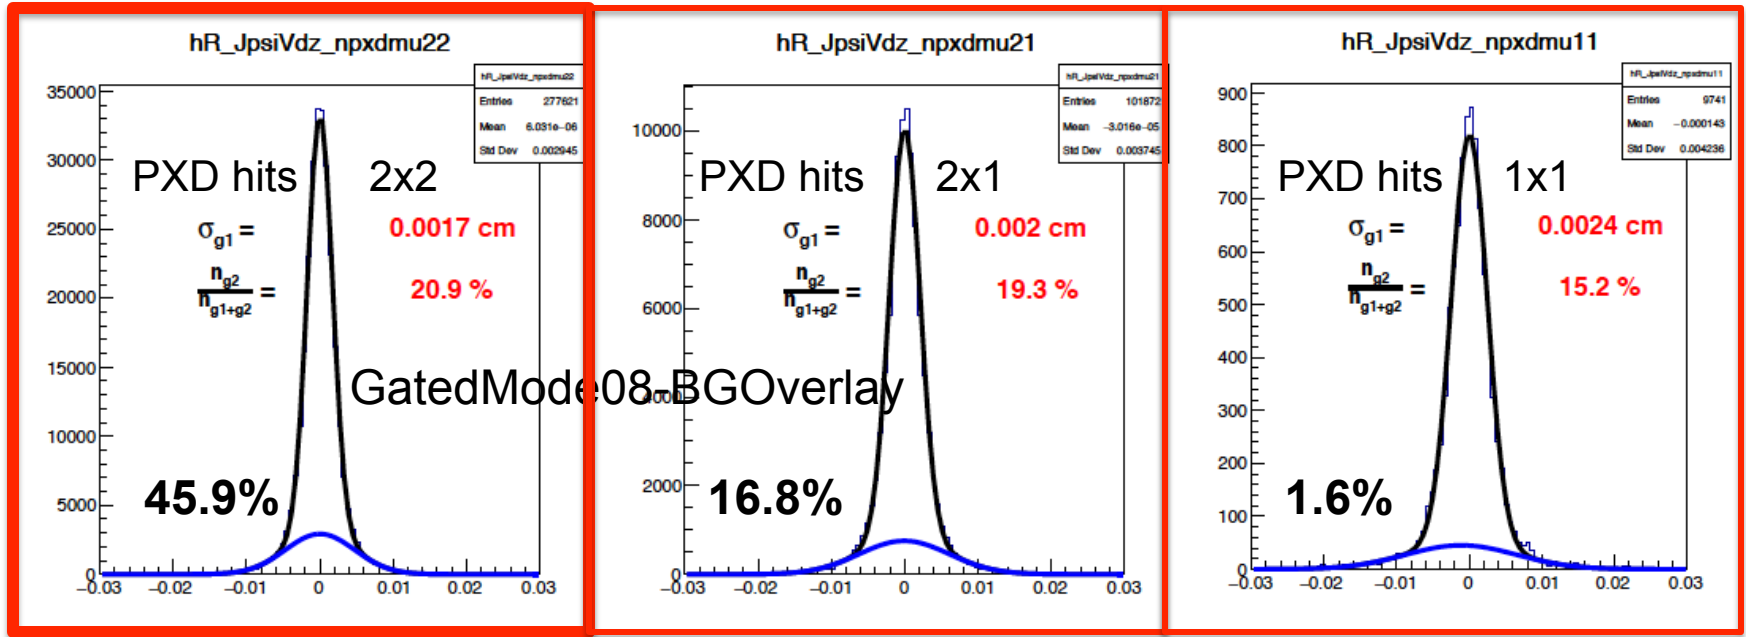 hR_JpsiVdz_npxdmu22
hR_JpsiVdz_npxdmu22
Entries 277621
Mean 6.031e−06
Std Dev 0.002945
35000
30000
25000
20000
15000
10000
5000
0
PXD hits 2x2
σg1 = 0.0017 cm
ng2
ng1+g2 = 20.9 %
45.9%
−0.03 −0.02 −0.01 0 0.01 0.02 0.03
GatedMode08-BGOverlay
hR_JpsiVdz_npxdmu21
hR_JpsiVdz_npxdmu21
Entries 101872
Mean −3.016e−05
Std Dev 0.003745
10000
8000
6000
4000
2000
0
PXD hits 2x1
σg1 = 0.002 cm
ng2
ng1+g2 = 19.3 %
16.8%
−0.03 −0.02 −0.01 0 0.01 0.02 0.03
hR_JpsiVdz_npxdmu11
hR_JpsiVdz_npxdmu11
Entries 9741
Mean −0.000143
Std Dev 0.004236
900
800
700
600
500
400
300
200
100
0
PXD hits 1x1
σg1 = 0.0024 cm
ng2
ng1+g2 = 15.2 %
1.6%
−0.03 −0.02 −0.01 0 0.01 0.02 0.03